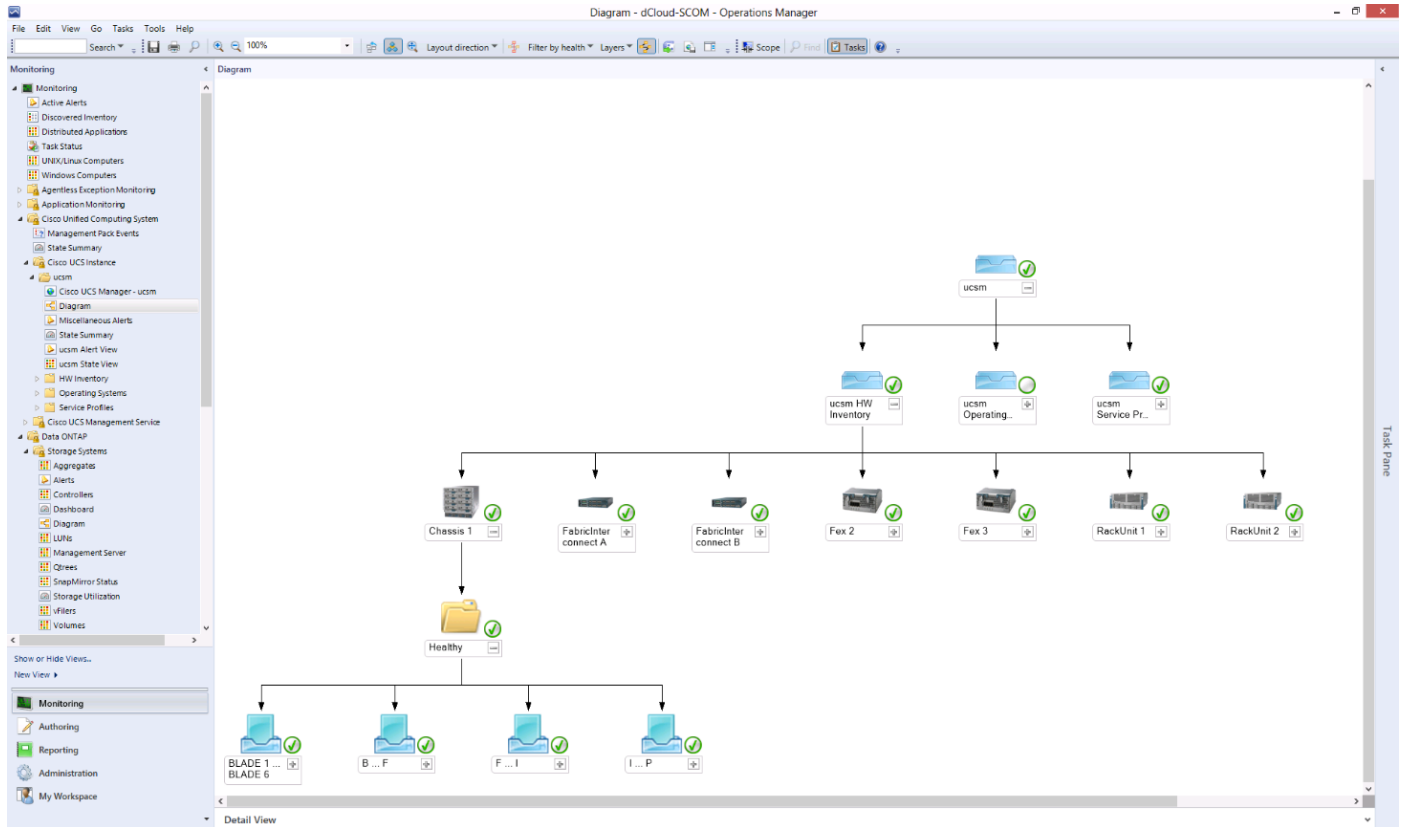 Diagram - dCloud-SCOM - Operations Manager
File Edit View Go Tasks Tools Help
Search 100% Layout direction Filter by health Layers Scope Find Tasks
Monitoring
Monitoring
Active Alerts
Discovered Inventory
Distributed Applications
Task Status
UNIX/Linux Computers
Windows Computers
Agentless Exception Monitoring
Application Monitoring
Cisco Unified Computing System
Management Pack Events
State Summary
Cisco UCS Instance
ucsm
Cisco UCS Manager - ucsm
Diagram
Miscellaneous Alerts
State Summary
ucsm Alert View
ucsm State View
HW Inventory
Operating Systems
Service Profiles
Cisco UCS Management Service
Data ONTAP
Storage Systems
Aggregates
Alerts
Controllers
Dashboard
Diagram
LUNs
Management Server
Qtrees
SnapMirror Status
Storage Utilization
vFilers
Volumes
Show or Hide Views...
New View
Monitoring
Authoring
Reporting
Administration
My Workspace
Diagram
ucsm
ucsm HW
Inventory
ucsm
Operating...
ucsm
Service Pr...
Chassis 1
FabricInter
connect A
FabricInter
connect B
Fex 2
Fex 3
RackUnit 1
RackUnit 2
Healthy
BLADE 1 ...
BLADE 6
B ... F
F ... I
I ... P
Detail View
Task Pane